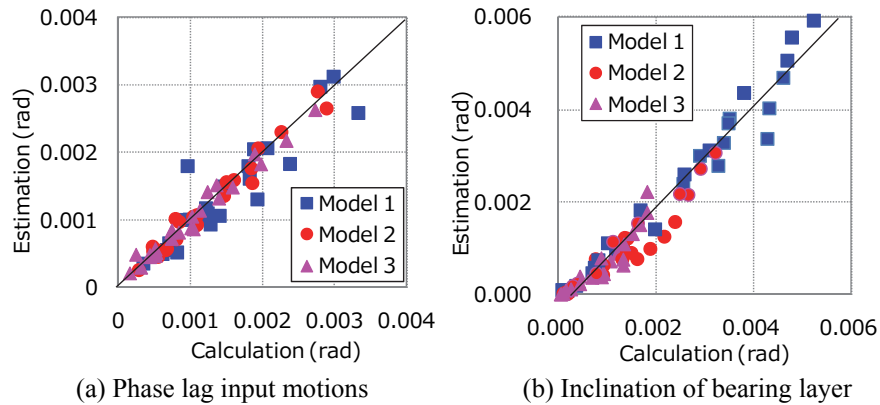 0.004
0.003
0.002
0.001
0
Estimation (rad)
Model 1
Model 2
Model 3
0
0.001
0.002
0.003
0.004
Calculation (rad)
(a) Phase lag input motions
0.006
0.004
0.002
0.000
Estimation (rad)
Model 1
Model 2
Model 3
0.000
0.002
0.004
0.006
Calculation (rad)
(b) Inclination of bearing layer